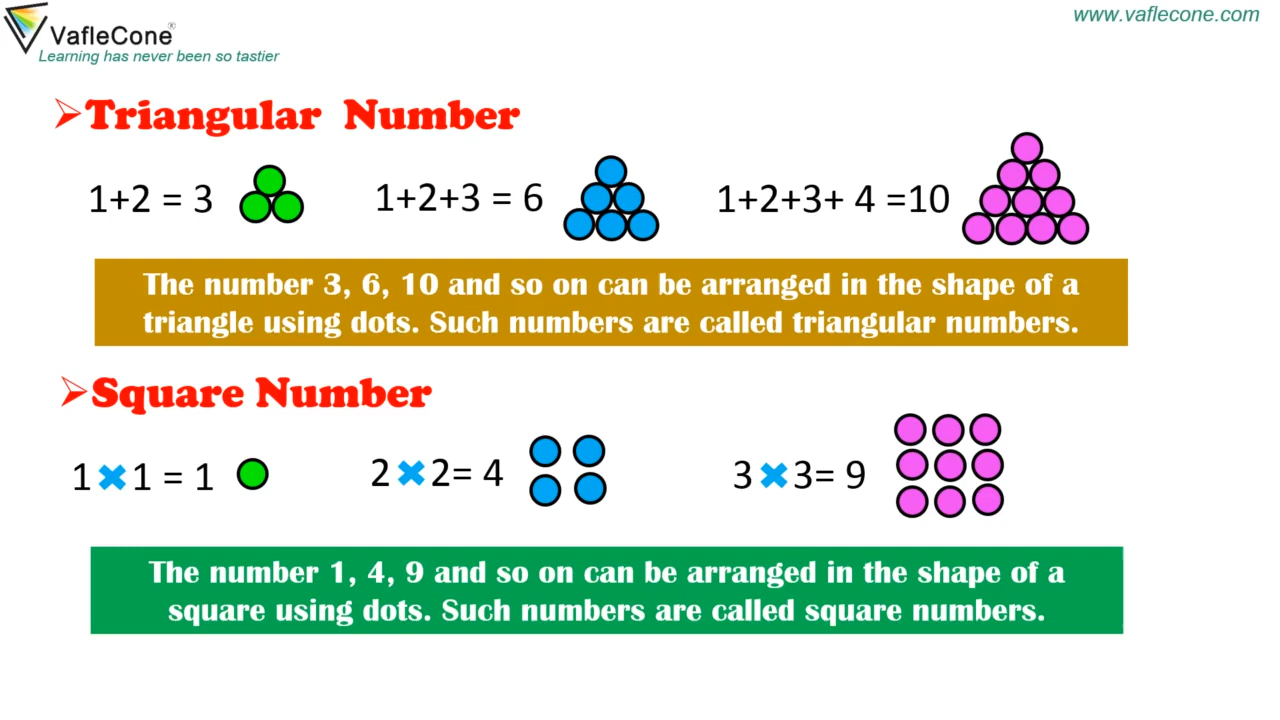 VafleCone®
www.vaflecone.com
Learning has never been so tastier
Triangular Number
1+2 = 3
1+2+3 = 6
1+2+3+ 4 =10
The number 3, 6, 10 and so on can be arranged in the shape of a
triangle using dots. Such numbers are called triangular numbers.
Square Number
1 ✖ 1 = 1
2 ✖ 2= 4
3 ✖ 3= 9
The number 1, 4, 9 and so on can be arranged in the shape of a
square using dots. Such numbers are called square numbers.